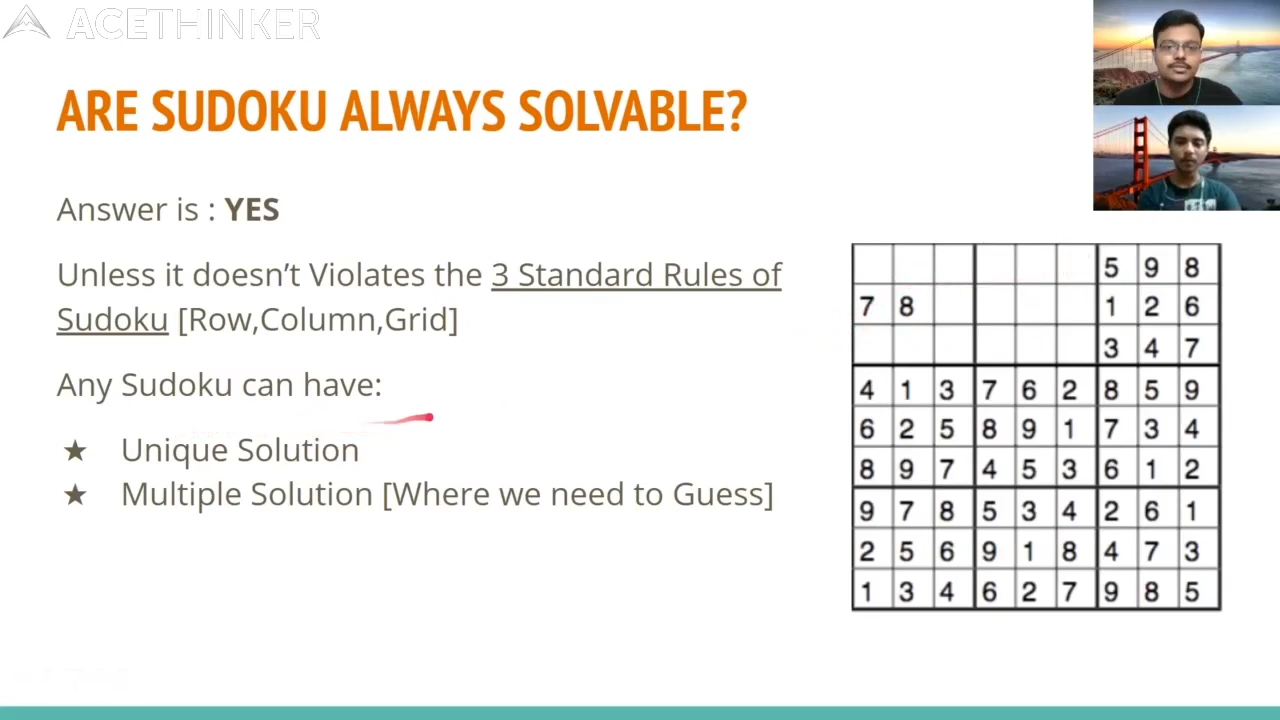 ACETHINKER
ARE SUDOKU ALWAYS SOLVABLE?
Answer is : YES
Unless it doesn't Violates the 3 Standard Rules of
Sudoku [Row,Column,Grid]
Any Sudoku can have:
★ Unique Solution
★ Multiple Solution [Where we need to Guess]
5 9 8
7 8 1 2 6
3 4 7
4 1 3 7 6 2 8 5 9
6 2 5 8 9 1 7 3 4
8 9 7 4 5 3 6 1 2
9 7 8 5 3 4 2 6 1
2 5 6 9 1 8 4 7 3
1 3 4 6 2 7 9 8 5